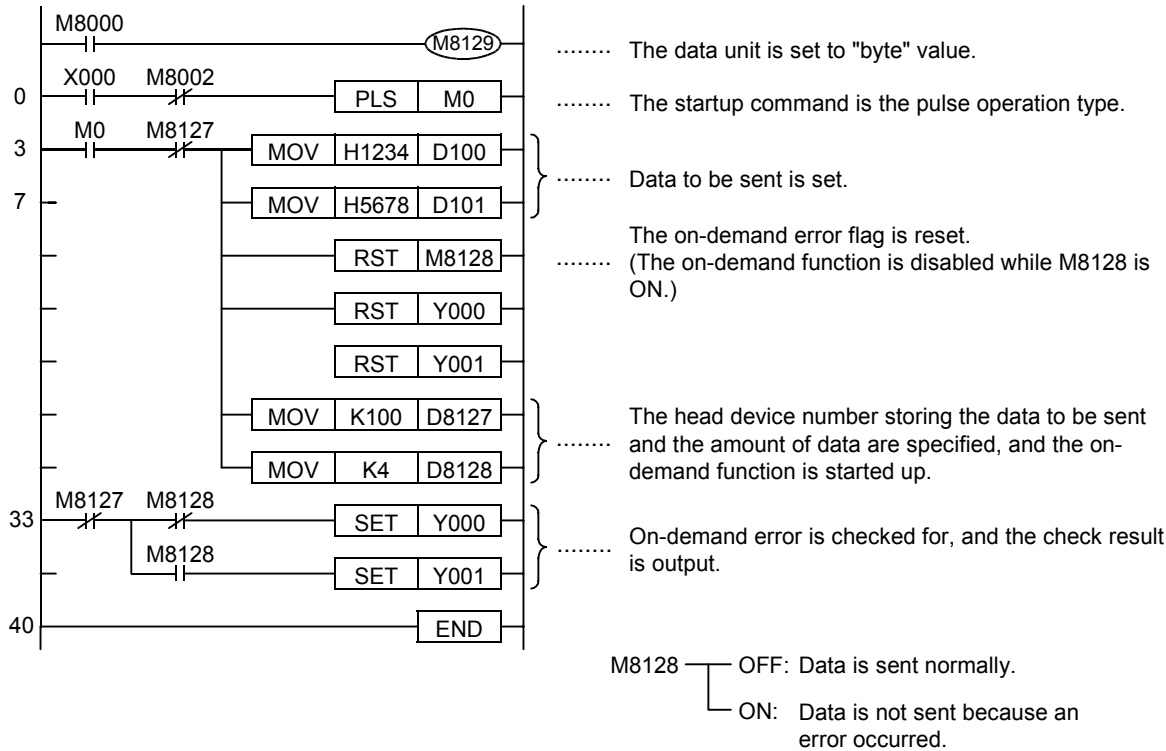 M8000
M8129 ........ The data unit is set to "byte" value.
X000 M8002
0 PLS M0 ........ The startup command is the pulse operation type.
M0 M8127
3 MOV H1234 D100
........ Data to be sent is set.
7 MOV H5678 D101
The on-demand error flag is reset.
RST M8128 ........ (The on-demand function is disabled while M8128 is
ON.)
RST Y000
RST Y001
MOV K100 D8127 The head device number storing the data to be sent
........ and the amount of data are specified, and the on-
MOV K4 D8128 demand function is started up.
M8127 M8128
33 SET Y000
........ On-demand error is checked for, and the check result
is output.
M8128
SET Y001
40 END
M8128 OFF: Data is sent normally.
ON: Data is not sent because an
error occurred.